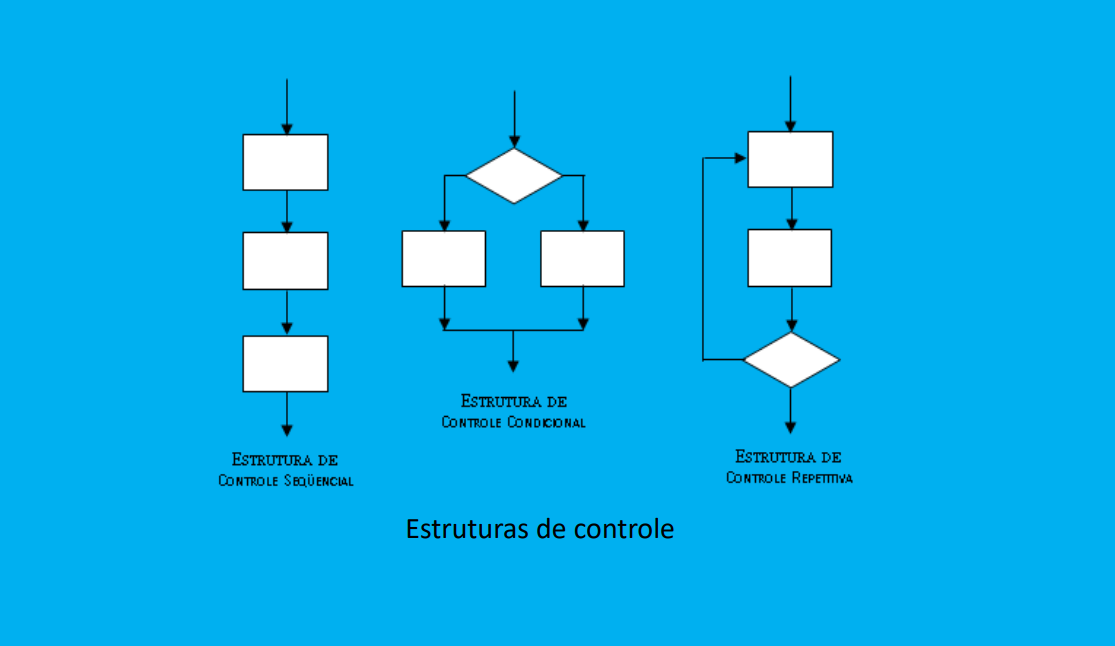 Estrutura de
Controle Condicional
Estrutura de
Controle Seqüencial
Estrutura de
Controle Repetitiva
Estruturas de controle